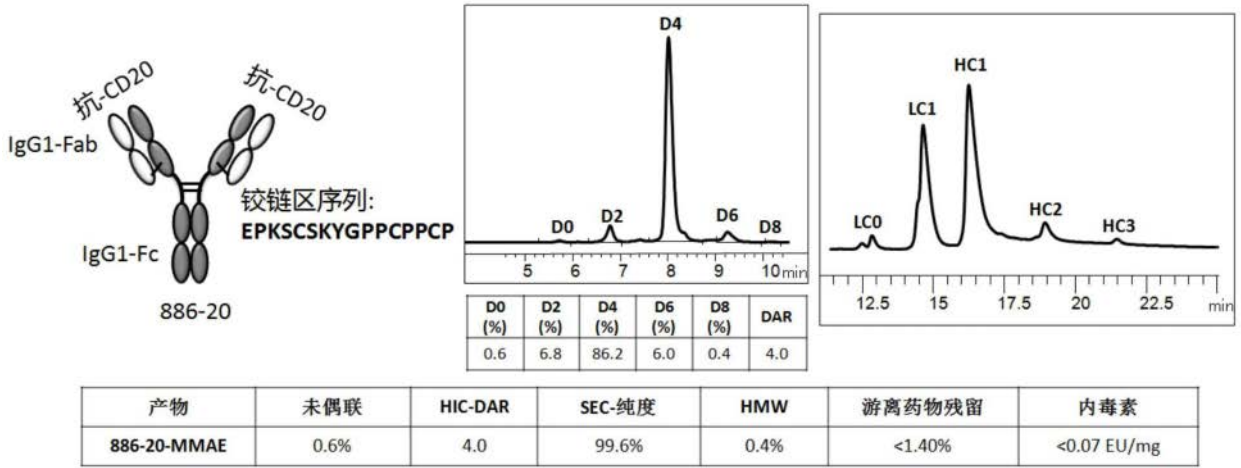 抗-CD20
抗-CD20
IgG1-Fab
铰链区序列:
EPKSCSKYGPPCPPCP
IgG1-Fc
886-20
D4
D0
D2
D6
D8
5 6 7 8 9 10 min
D0 (%) D2 (%) D4 (%) D6 (%) D8 (%) DAR
0.6 6.8 86.2 6.0 0.4 4.0
HC1
LC1
LC0
HC2
HC3
12.5 15 17.5 20 22.5 min
产物 未偶联 HIC-DAR SEC-纯度 HMW 游离药物残留 内毒素
886-20-MMAE 0.6% 4.0 99.6% 0.4% <1.40% <0.07 EU/mg